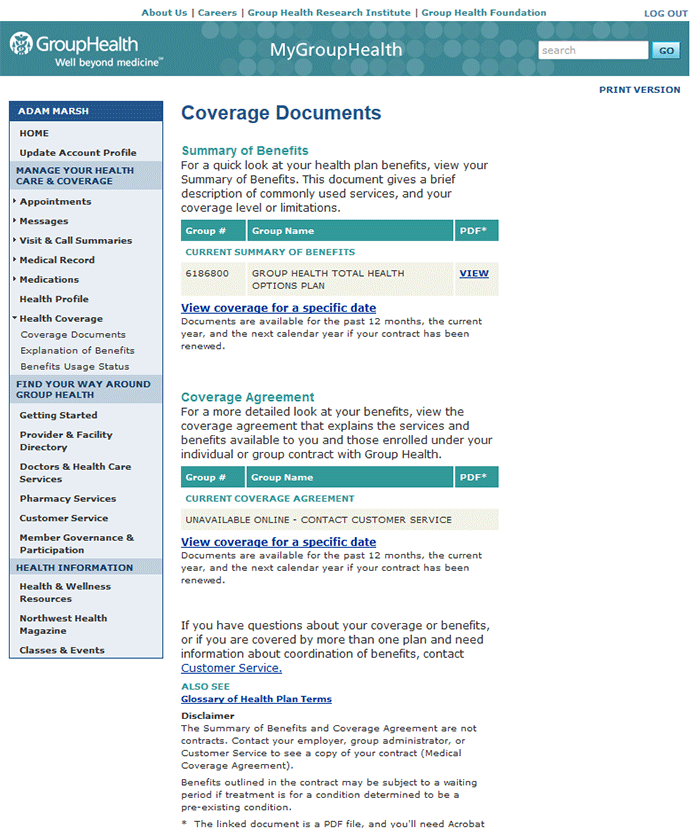 About Us | Careers | Group Health Research Institute | Group Health Foundation
LOG OUT
GroupHealth
Well beyond medicine℠
MyGroupHealth
search
GO
PRINT VERSION
ADAM MARSH
HOME
Update Account Profile
MANAGE YOUR HEALTH
CARE & COVERAGE
Appointments
Messages
Visit & Call Summaries
Medical Record
Medications
Health Profile
Health Coverage
Coverage Documents
Explanation of Benefits
Benefits Usage Status
FIND YOUR WAY AROUND
GROUP HEALTH
Getting Started
Provider & Facility
Directory
Doctors & Health Care
Services
Pharmacy Services
Customer Service
Member Governance &
Participation
HEALTH INFORMATION
Health & Wellness
Resources
Northwest Health
Magazine
Classes & Events
Coverage Documents
Summary of Benefits
For a quick look at your health plan benefits, view your
Summary of Benefits. This document gives a brief
description of commonly used services, and your
coverage level or limitations.
Group # Group Name PDF*
CURRENT SUMMARY OF BENEFITS
6186800 GROUP HEALTH TOTAL HEALTH VIEW
OPTIONS PLAN
View coverage for a specific date
Documents are available for the past 12 months, the current
year, and the next calendar year if your contract has been
renewed.
Coverage Agreement
For a more detailed look at your benefits, view the
coverage agreement that explains the services and
benefits available to you and those enrolled under your
individual or group contract with Group Health.
Group # Group Name PDF*
CURRENT COVERAGE AGREEMENT
UNAVAILABLE ONLINE - CONTACT CUSTOMER SERVICE
View coverage for a specific date
Documents are available for the past 12 months, the current
year, and the next calendar year if your contract has been
renewed.
If you have questions about your coverage or benefits,
or if you are covered by more than one plan and need
information about coordination of benefits, contact
Customer Service.
ALSO SEE
Glossary of Health Plan Terms
Disclaimer
The Summary of Benefits and Coverage Agreement are not
contracts. Contact your employer, group administrator, or
Customer Service to see a copy of your contract (Medical
Coverage Agreement).
Benefits outlined in the contract may be subject to a waiting
period if treatment is for a condition determined to be a
pre-existing condition.
* The linked document is a PDF file, and you'll need Acrobat